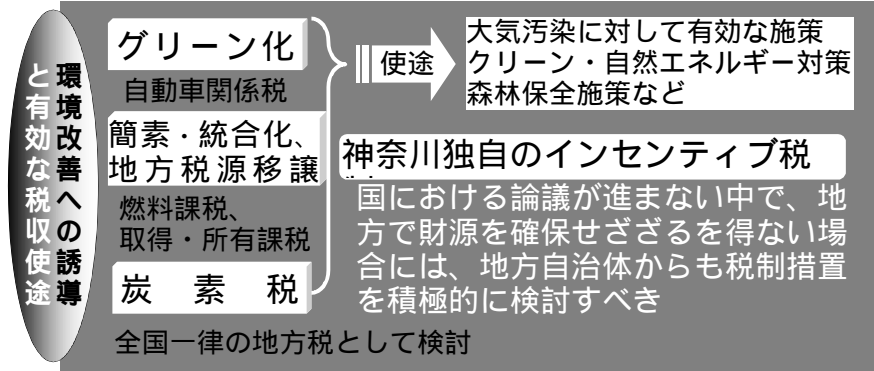 環境改善への誘導
と有効な税収使途
グリーン化
自動車関係税
簡素・統合化、
地方税源移譲
燃料課税、
取得・所有課税
炭素税
全国一律の地方税として検討
使途
大気汚染に対して有効な施策
クリーン・自然エネルギー対策
森林保全施策など
神奈川独自のインセンティブ税
国における論議が進まない中で、地
方で財源を確保せざざるを得ない場
合には、地方自治体からも税制措置
を積極的に検討すべき